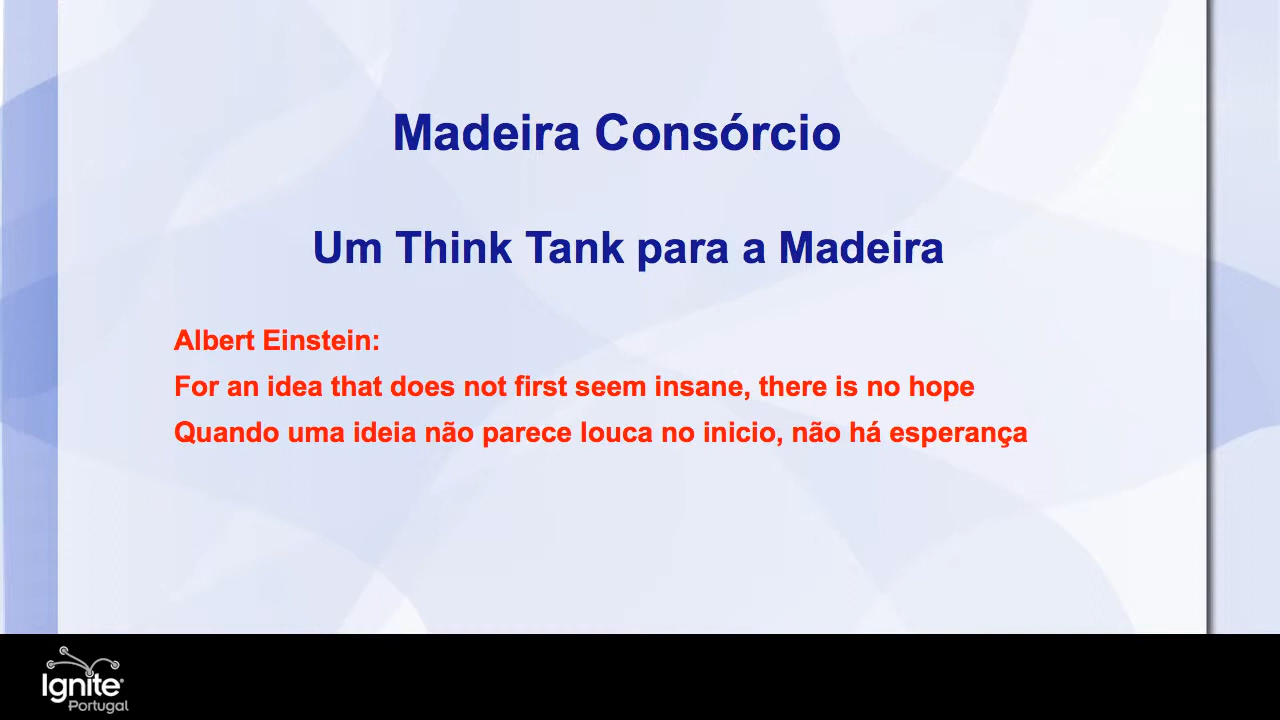 Madeira Consórcio
Um Think Tank para a Madeira
Albert Einstein:
For an idea that does not first seem insane, there is no hope
Quando uma ideia não parece louca no inicio, não há esperança
Ignite
Portugal